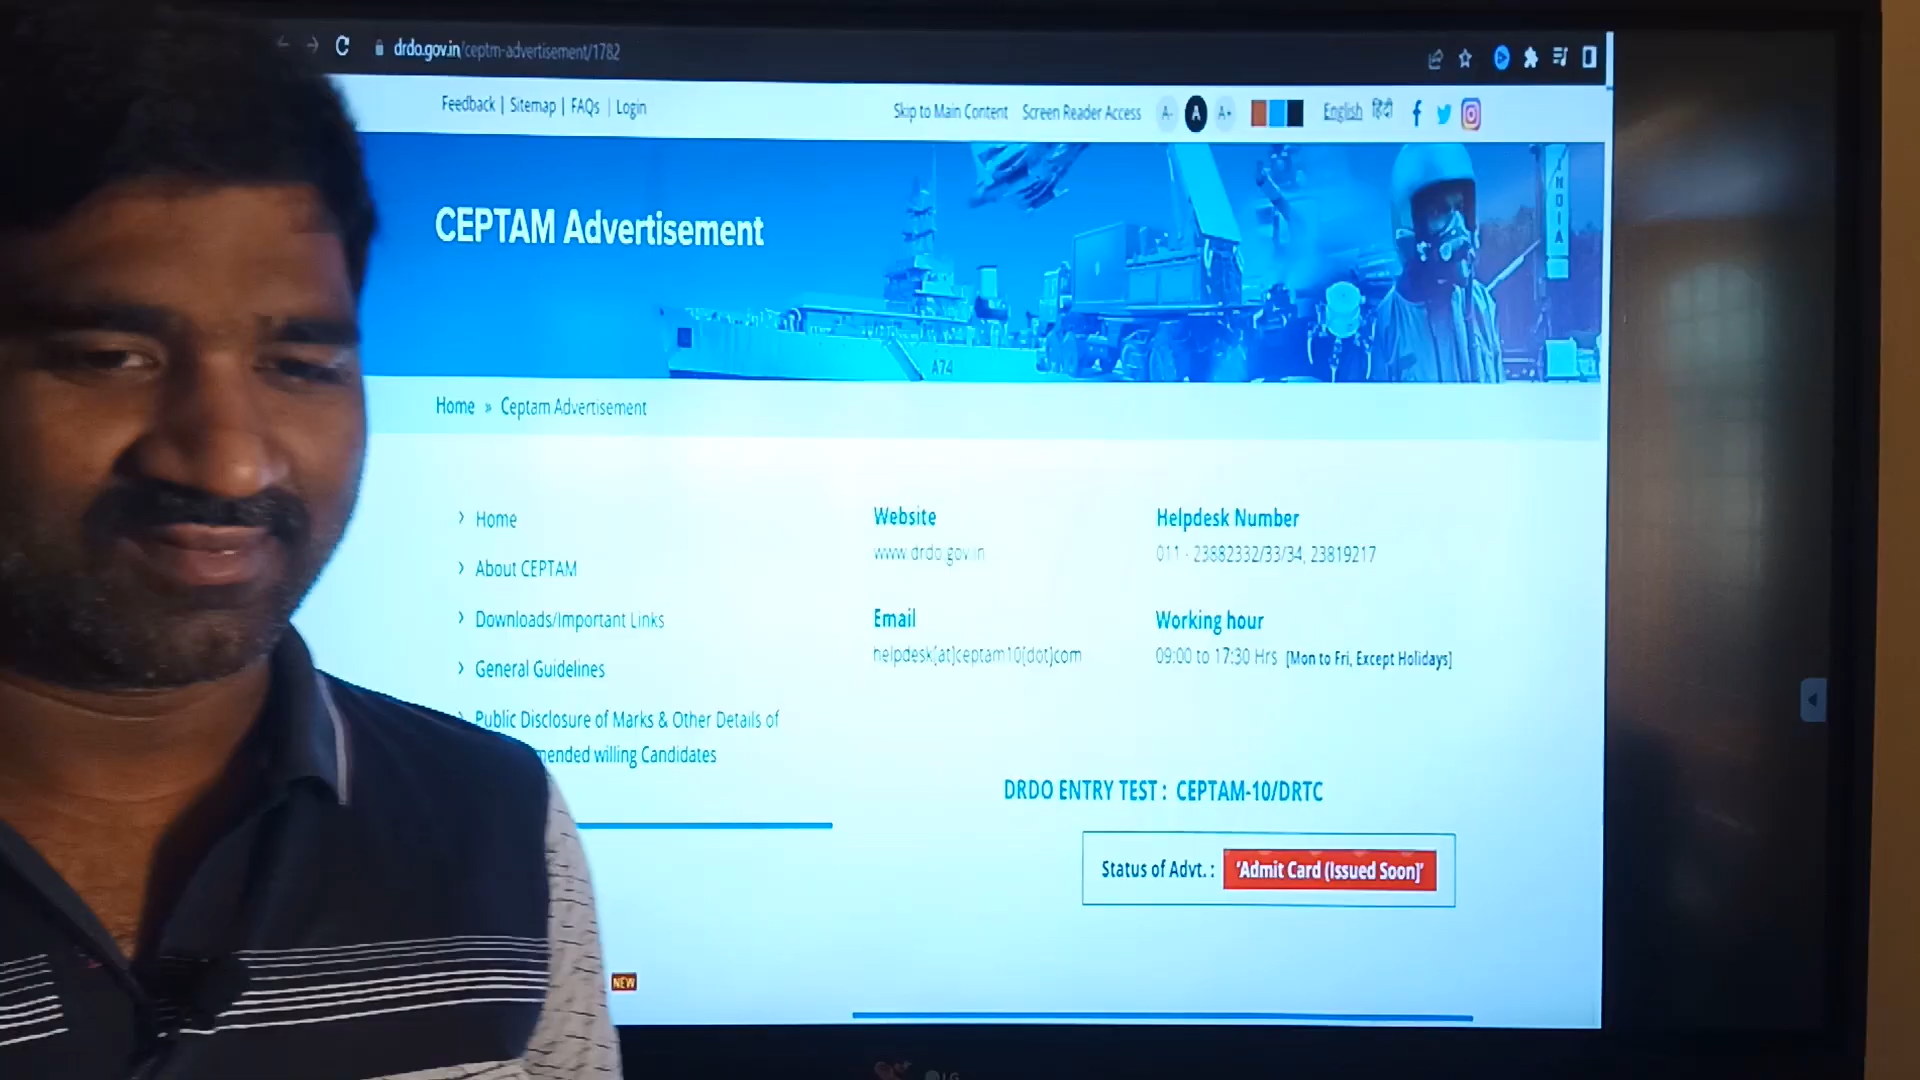 drdo.gov.in/ceptm-advertisement/1782
Feedback | Sitemap | FAQs | Login
Skip to Main Content Screen Reader Access A- A A+ English हिंदी
CEPTAM Advertisement
INDIA
A74
Home » Ceptam Advertisement
Home
About CEPTAM
Downloads/Important Links
General Guidelines
Public Disclosure of Marks & Other Details of
mended willing Candidates
Website
www.drdo.gov.in
Helpdesk Number
011 - 23882332/33/34, 23819217
Email
helpdesk[at]ceptam10[dot]com
Working hour
09:00 to 17:30 Hrs [Mon to Fri, Except Holidays]
DRDO ENTRY TEST : CEPTAM-10/DRTC
Status of Advt. : 'Admit Card (Issued Soon]'
NEW
LG